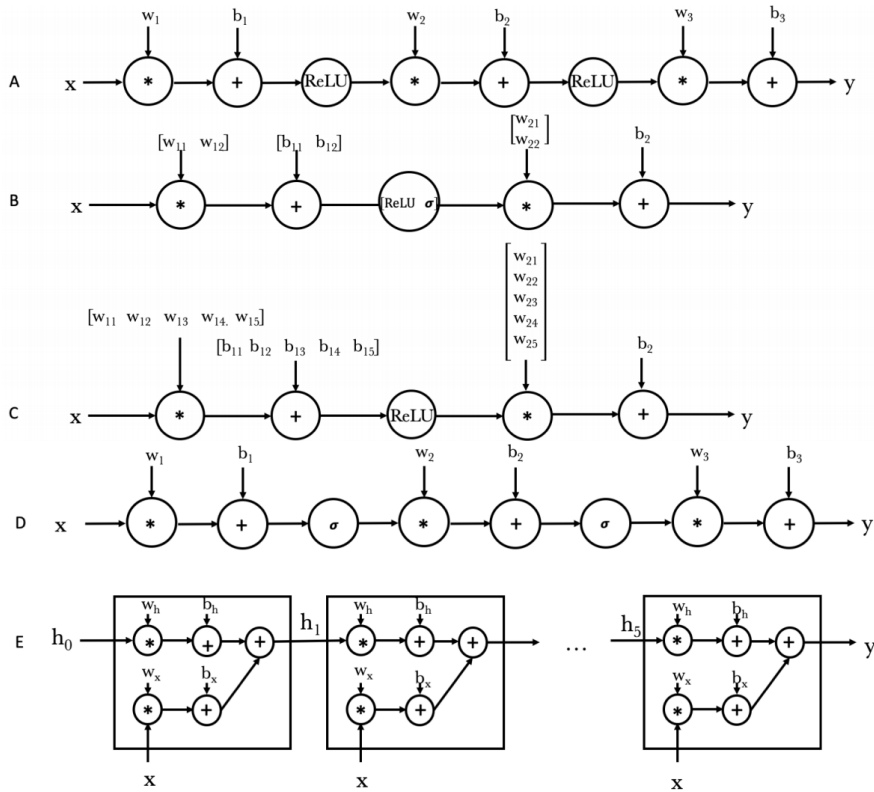 w₁ b₁ w₂ b₂ w₃ b₃
A x * + ReLU * + ReLU * + y
[w₁₁ w₁₂] [b₁₁ b₁₂] [w₂₁
w₂₂] b₂
B x * + [ReLU σ] * + y
[w₂₁
w₂₂
w₂₃
w₂₄
w₂₅]
[w₁₁ w₁₂ w₁₃ w₁₄. w₁₅]
[b₁₁ b₁₂ b₁₃ b₁₄ b₁₅] b₂
C x * + ReLU * + y
w₁ b₁ w₂ b₂ w₃ b₃
D x * + σ * + σ * + y
wₕ bₕ wₕ bₕ wₕ bₕ
E h₀ * + + h₁ * + + ... h₅ * + + y
wₓ bₓ wₓ bₓ wₓ bₓ
* + * + * +
x x x